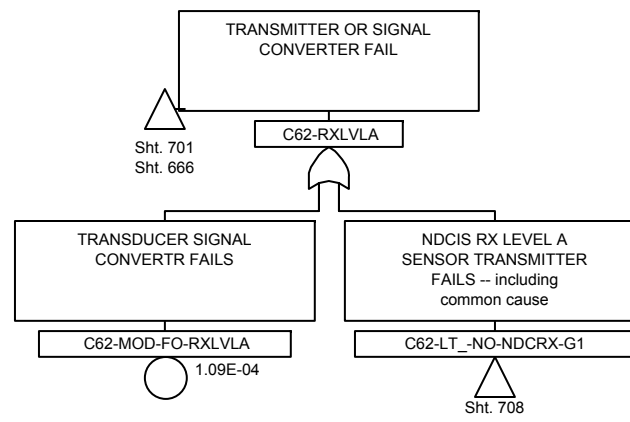 TRANSMITTER OR SIGNAL
CONVERTER FAIL
Sht. 701
Sht. 666
C62-RXLVLA
TRANSDUCER SIGNAL
CONVERTR FAILS
C62-MOD-FO-RXLVLA
1.09E-04
NDCIS RX LEVEL A
SENSOR TRANSMITTER
FAILS -- including
common cause
C62-LT_-NO-NDCRX-G1
Sht. 708